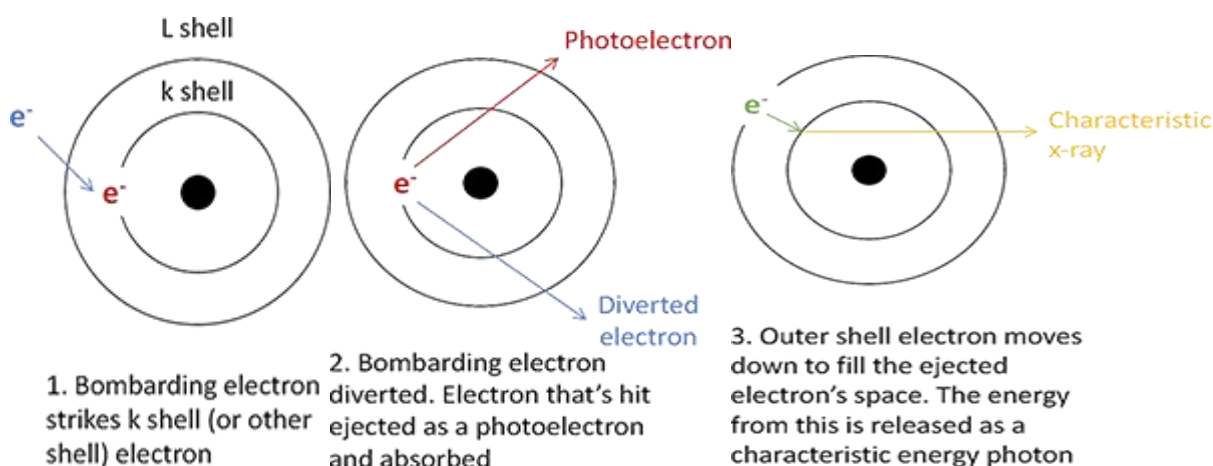 L shell
k shell
e-
e-
1. Bombarding electron
strikes k shell (or other
shell) electron
Photoelectron
e-
Diverted
electron
2. Bombarding electron
diverted. Electron that's hit
ejected as a photoelectron
and absorbed
e-
Characteristic
x-ray
3. Outer shell electron moves
down to fill the ejected
electron's space. The energy
from this is released as a
characteristic energy photon